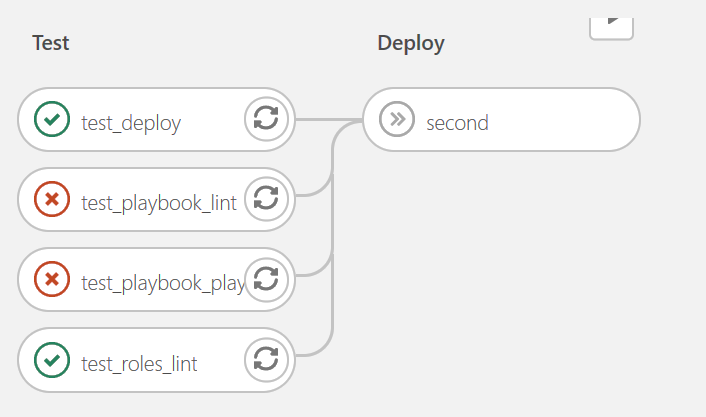 Test
Deploy
test_deploy
second
test_playbook_lint
test_playbook_play
test_roles_lint